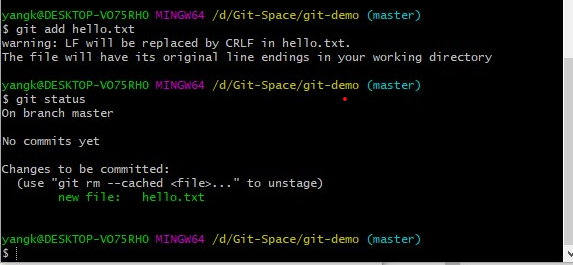 yangk@DESKTOP-VO75RHO MINGW64 /d/Git-Space/git-demo (master)
$ git add hello.txt
warning: LF will be replaced by CRLF in hello.txt.
The file will have its original line endings in your working directory
yangk@DESKTOP-VO75RHO MINGW64 /d/Git-Space/git-demo (master)
$ git status
On branch master
No commits yet
Changes to be committed:
(use "git rm --cached <file>..." to unstage)
new file:   hello.txt
yangk@DESKTOP-VO75RHO MINGW64 /d/Git-Space/git-demo (master)
$